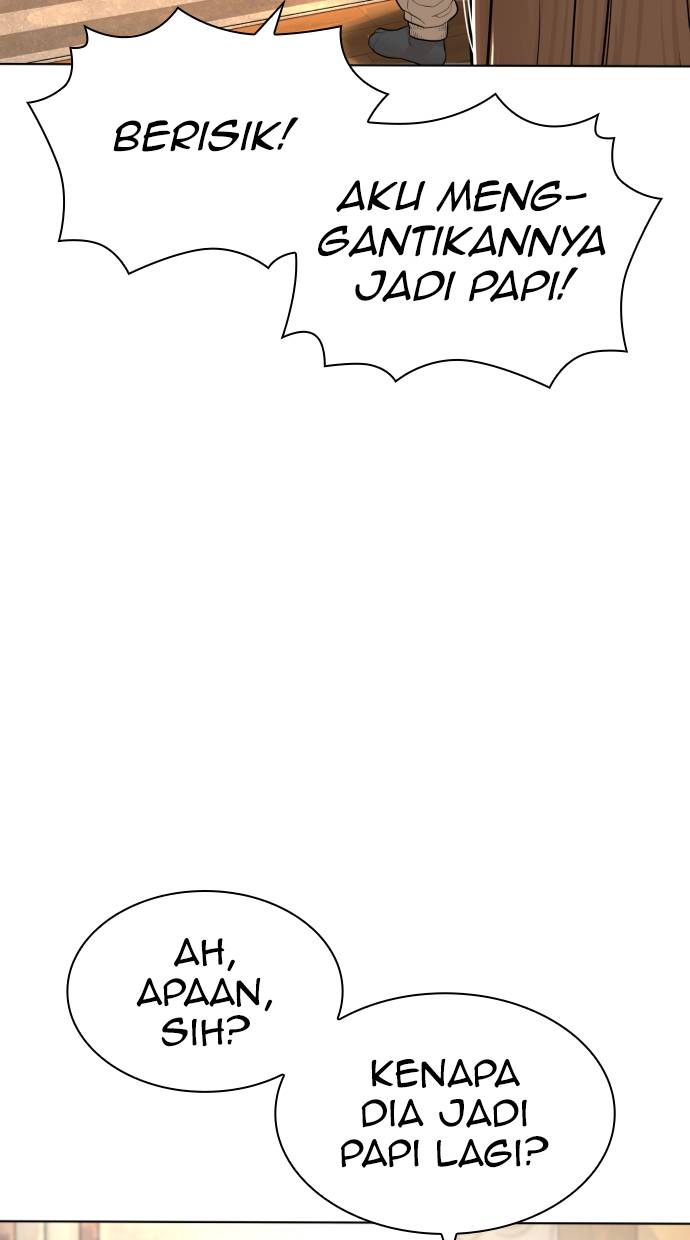 BERISIK!
AKU MENG-
GANTIKANNYA
JADI PAPI!
AH,
APAAN,
SIH?
KENAPA
DIA JADI
PAPI LAGI?